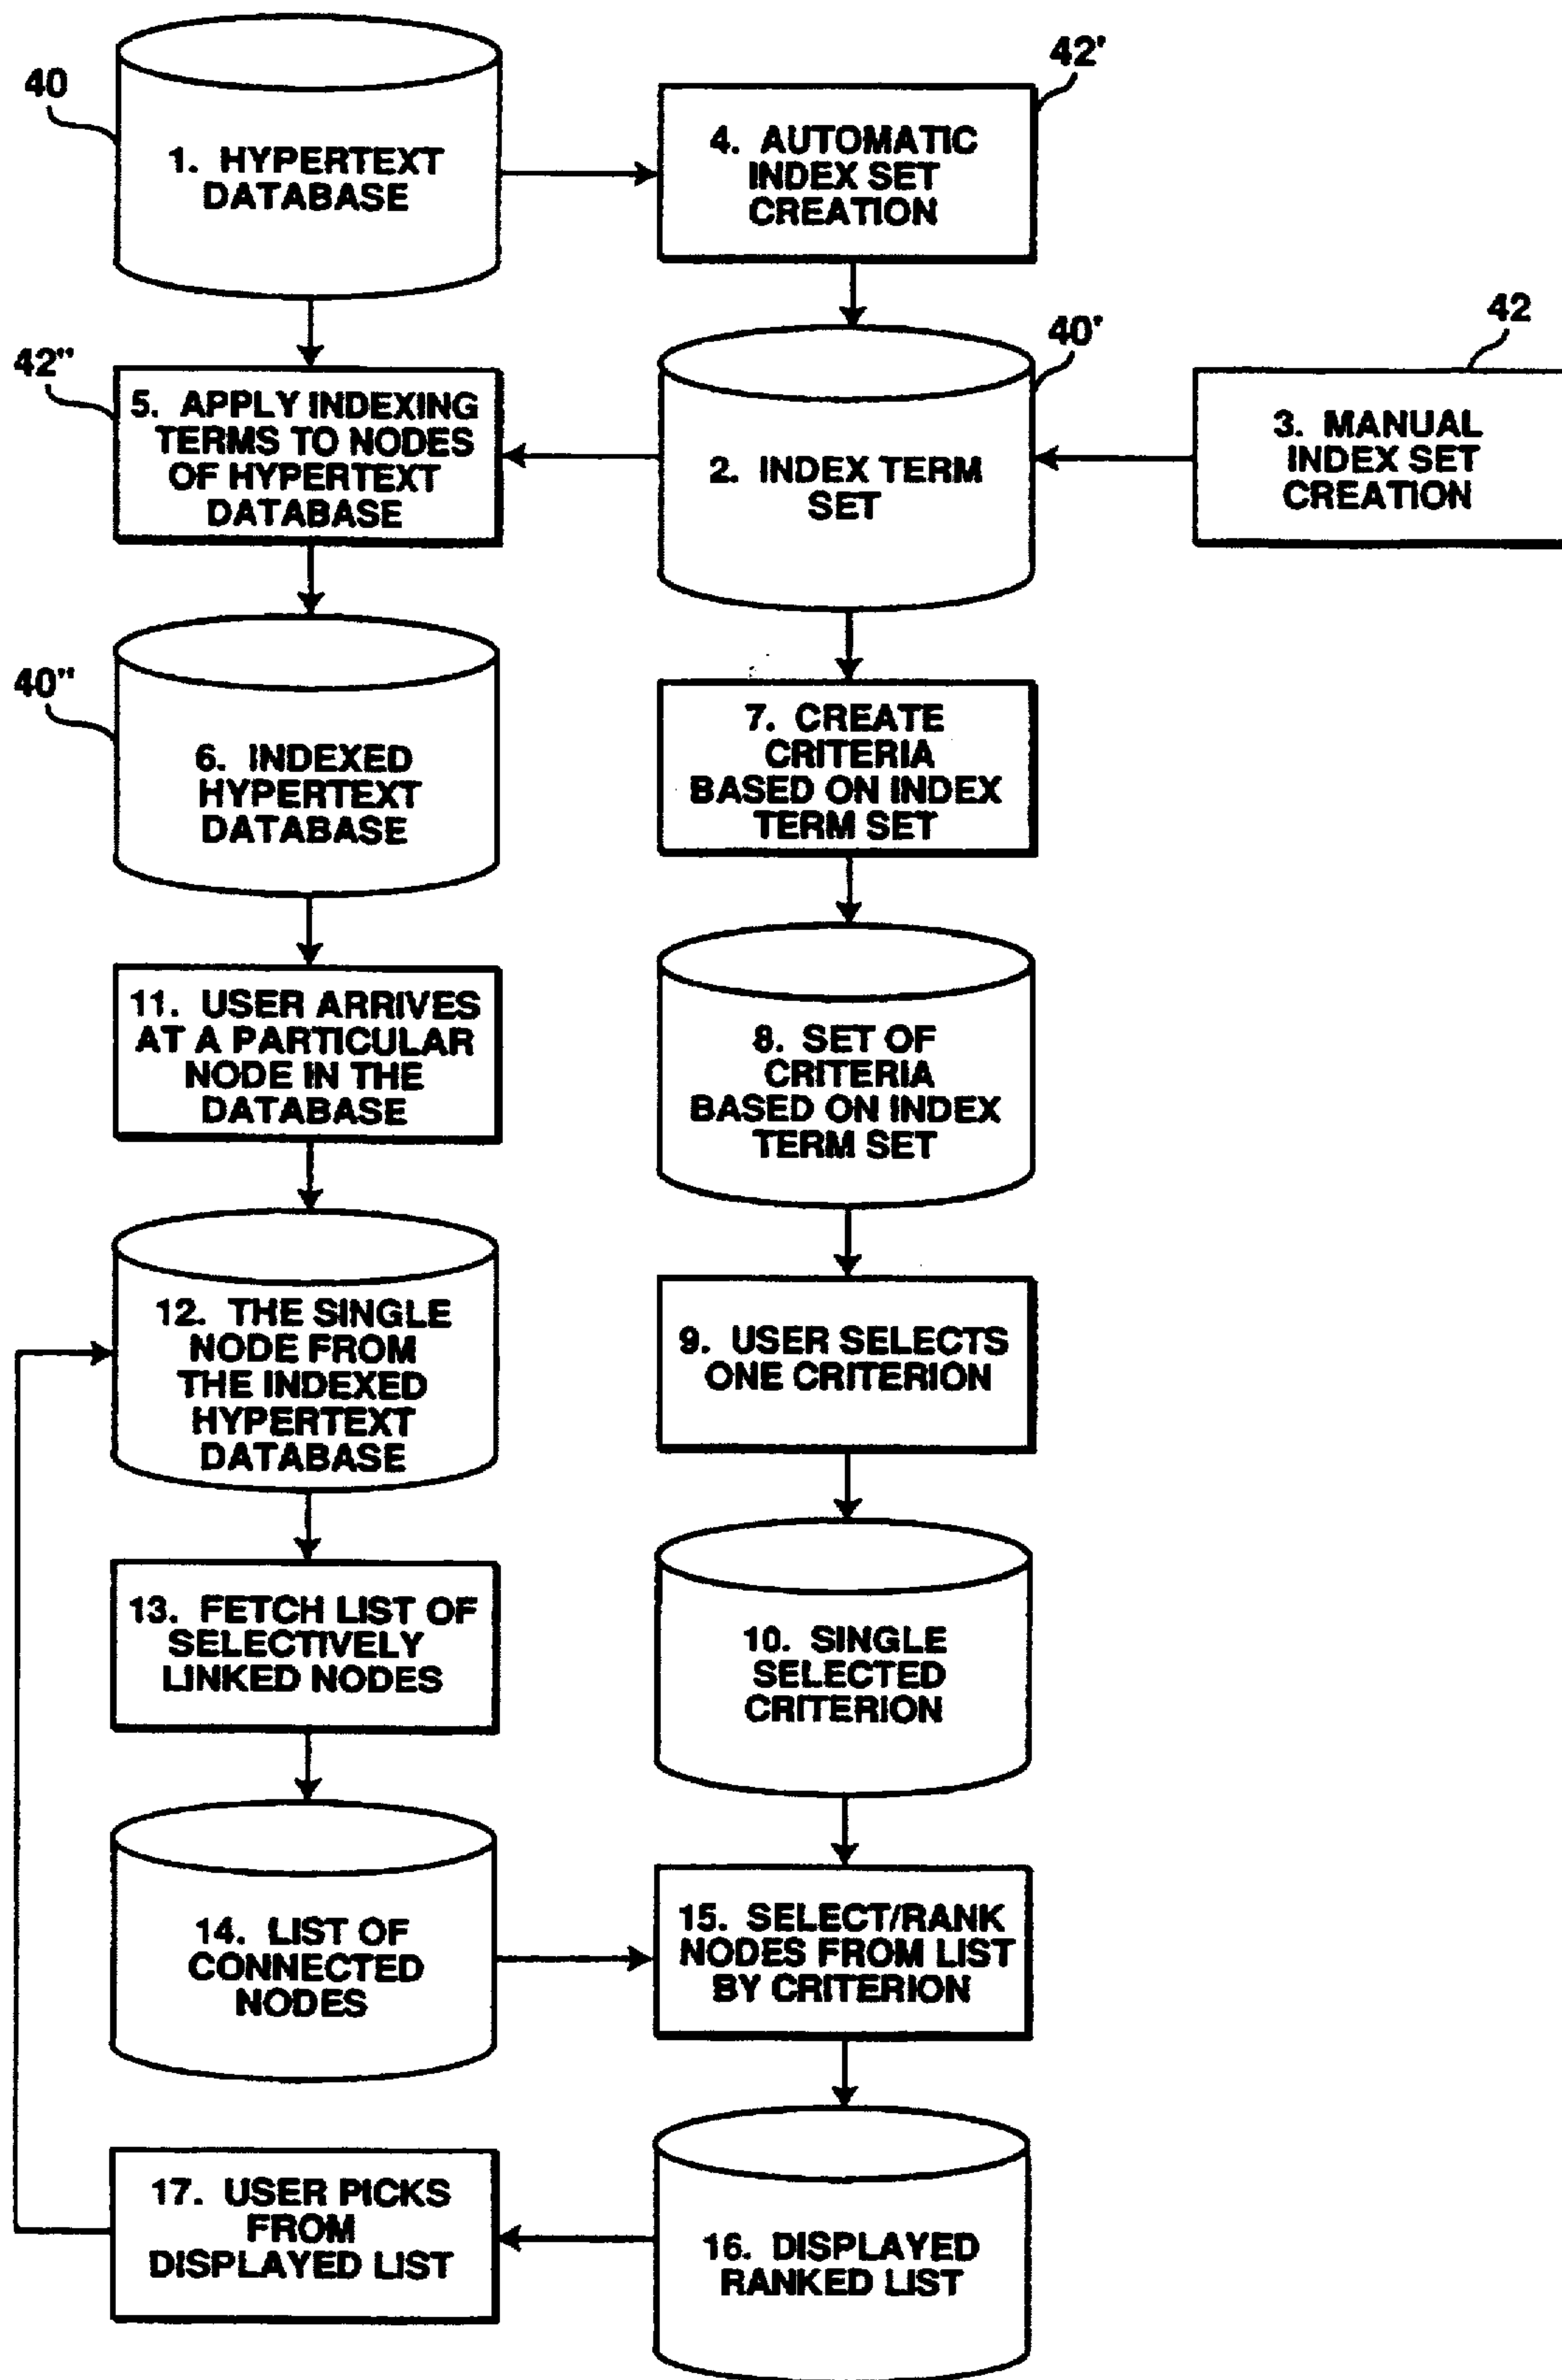 40
1. HYPERTEXT
DATABASE
42'
4. AUTOMATIC
INDEX SET
CREATION
42"
5. APPLY INDEXING
TERMS TO NODES
OF HYPERTEXT
DATABASE
40'
2. INDEX TERM
SET
42
3. MANUAL
INDEX SET
CREATION
40"
6. INDEXED
HYPERTEXT
DATABASE
7. CREATE
CRITERIA
BASED ON INDEX
TERM SET
11. USER ARRIVES
AT A PARTICULAR
NODE IN THE
DATABASE
8. SET OF
CRITERIA
BASED ON INDEX
TERM SET
12. THE SINGLE
NODE FROM
THE INDEXED
HYPERTEXT
DATABASE
9. USER SELECTS
ONE CRITERION
13. FETCH LIST OF
SELECTIVELY
LINKED NODES
10. SINGLE
SELECTED
CRITERION
14. LIST OF
CONNECTED
NODES
15. SELECT/RANK
NODES FROM LIST
BY CRITERION
17. USER PICKS
FROM
DISPLAYED LIST
16. DISPLAYED
RANKED LIST